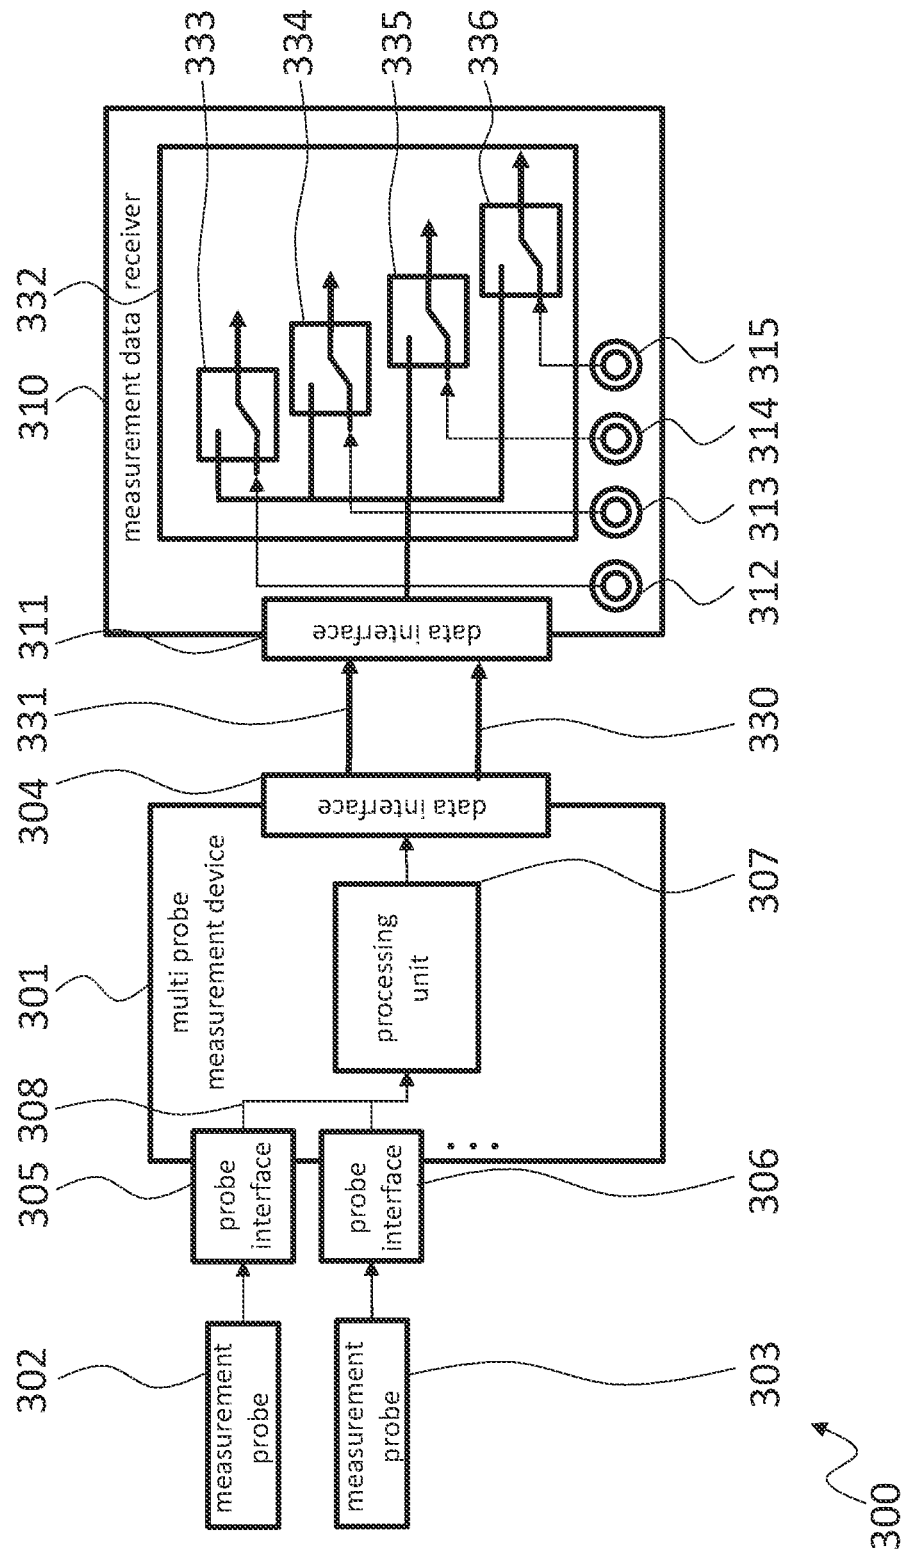 302
305
308
301
304
331
311
310
332
333
334
335
336
measurement
probe
measurement
probe
probe
interface
probe
interface
multi probe
measurement device
processing
unit
data interface
data interface
measurement data receiver
...
303
306
307
330
312
313
314
315
300